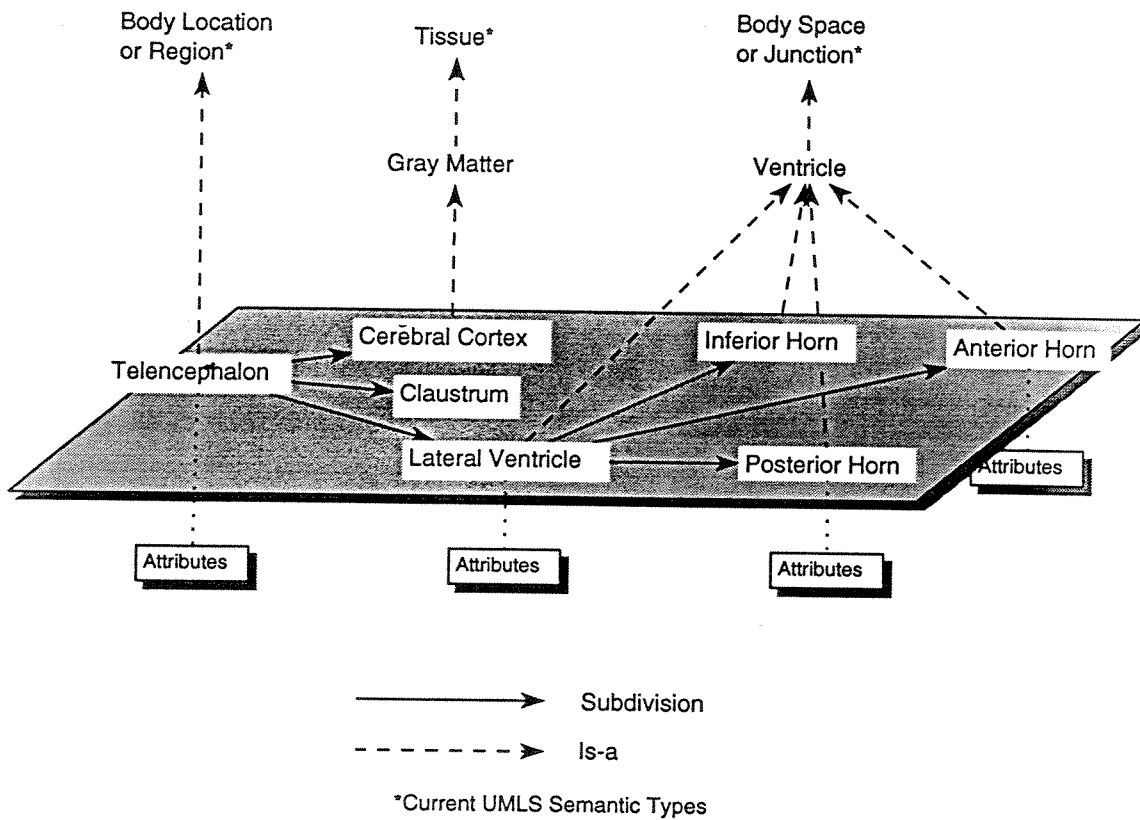 Body Location
or Region*
Tissue*
Body Space
or Junction*
Gray Matter
Ventricle
Cerebral Cortex
Inferior Horn
Anterior Horn
Telencephalon
Claustrum
Lateral Ventricle
Posterior Horn
Attributes
Attributes
Attributes
Attributes
Subdivision
Is-a
*Current UMLS Semantic Types